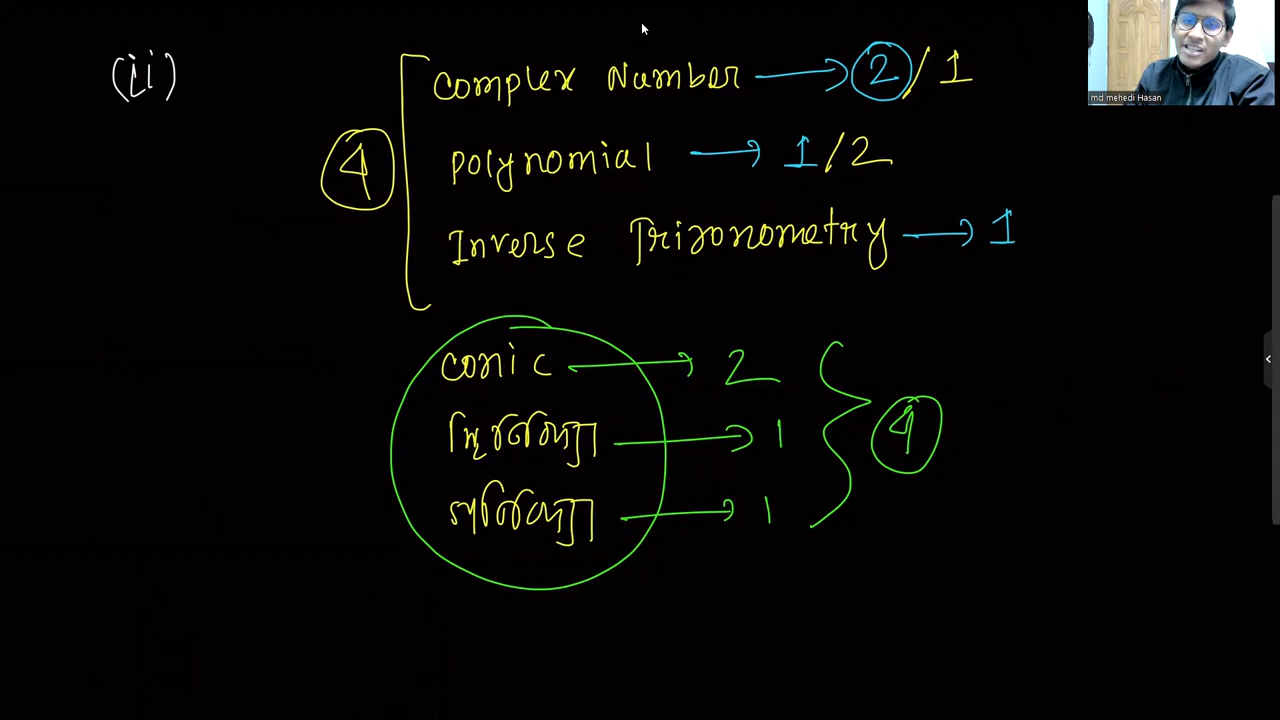 (ii)
Complex Number → 2 / 1
Polynomial → 1/2
Inverse Trigonometry → 1
4
conic → 2
স্থিতিবিদ্যা → 1
গতিবিদ্যা → 1
4
md mehedi Hasan